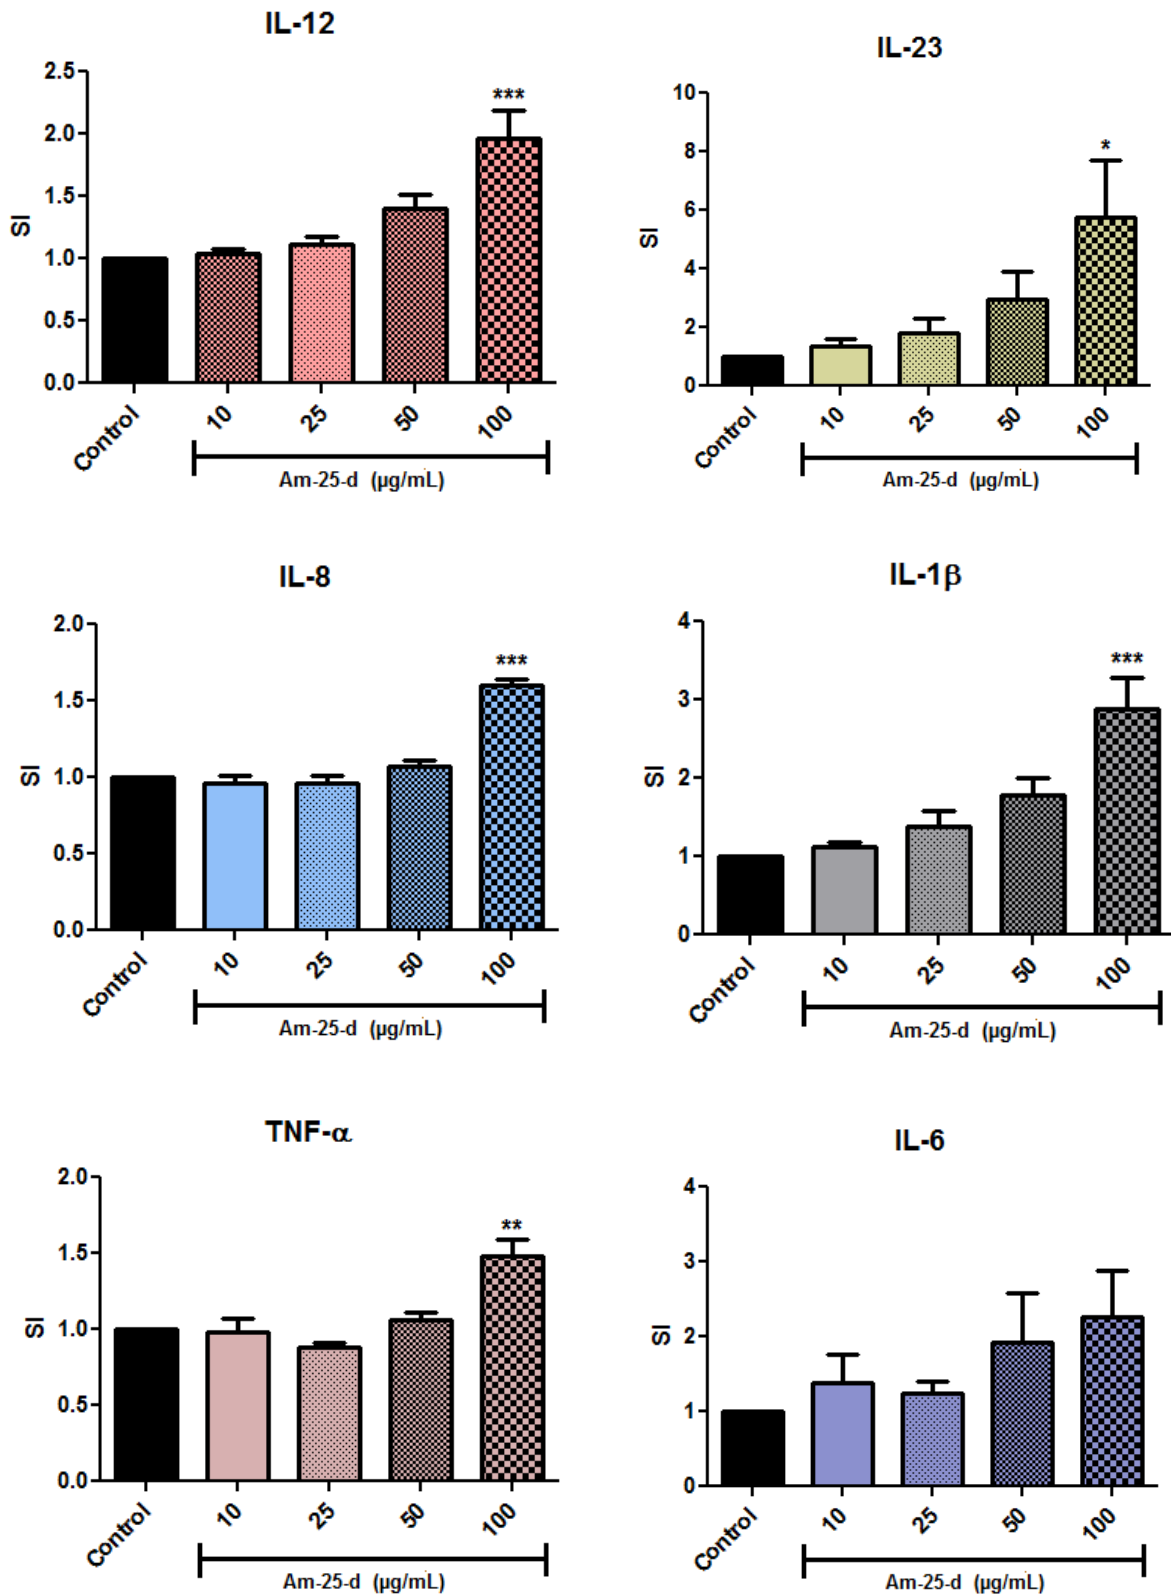 IL-12
2.5
2.0
1.5
1.0
0.5
0.0
SI
***
Control
10
25
50
100
Am-25-d (µg/mL)
IL-23
10
8
6
4
2
0
SI
*
Control
10
25
50
100
Am-25-d (µg/mL)
IL-8
2.0
1.5
1.0
0.5
0.0
SI
***
Control
10
25
50
100
Am-25-d (µg/mL)
IL-1β
4
3
2
1
0
SI
***
Control
10
25
50
100
Am-25-d (µg/mL)
TNF-α
2.0
1.5
1.0
0.5
0.0
SI
**
Control
10
25
50
100
Am-25-d (µg/mL)
IL-6
4
3
2
1
0
SI
Control
10
25
50
100
Am-25-d (µg/mL)